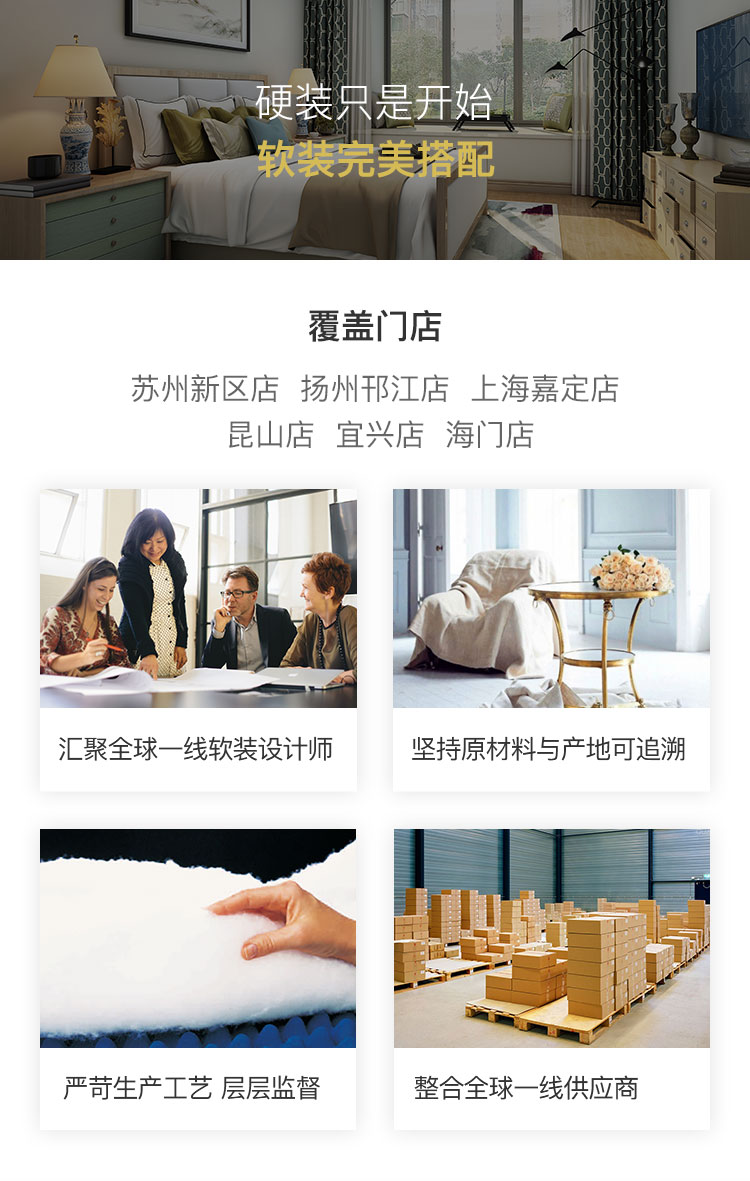 硬装只是开始
软装完美搭配
覆盖门店
苏州新区店 扬州邗江店 上海嘉定店
昆山店 宜兴店 海门店
汇聚全球一线软装设计师
坚持原材料与产地可追溯
严苛生产工艺 层层监督
整合全球一线供应商